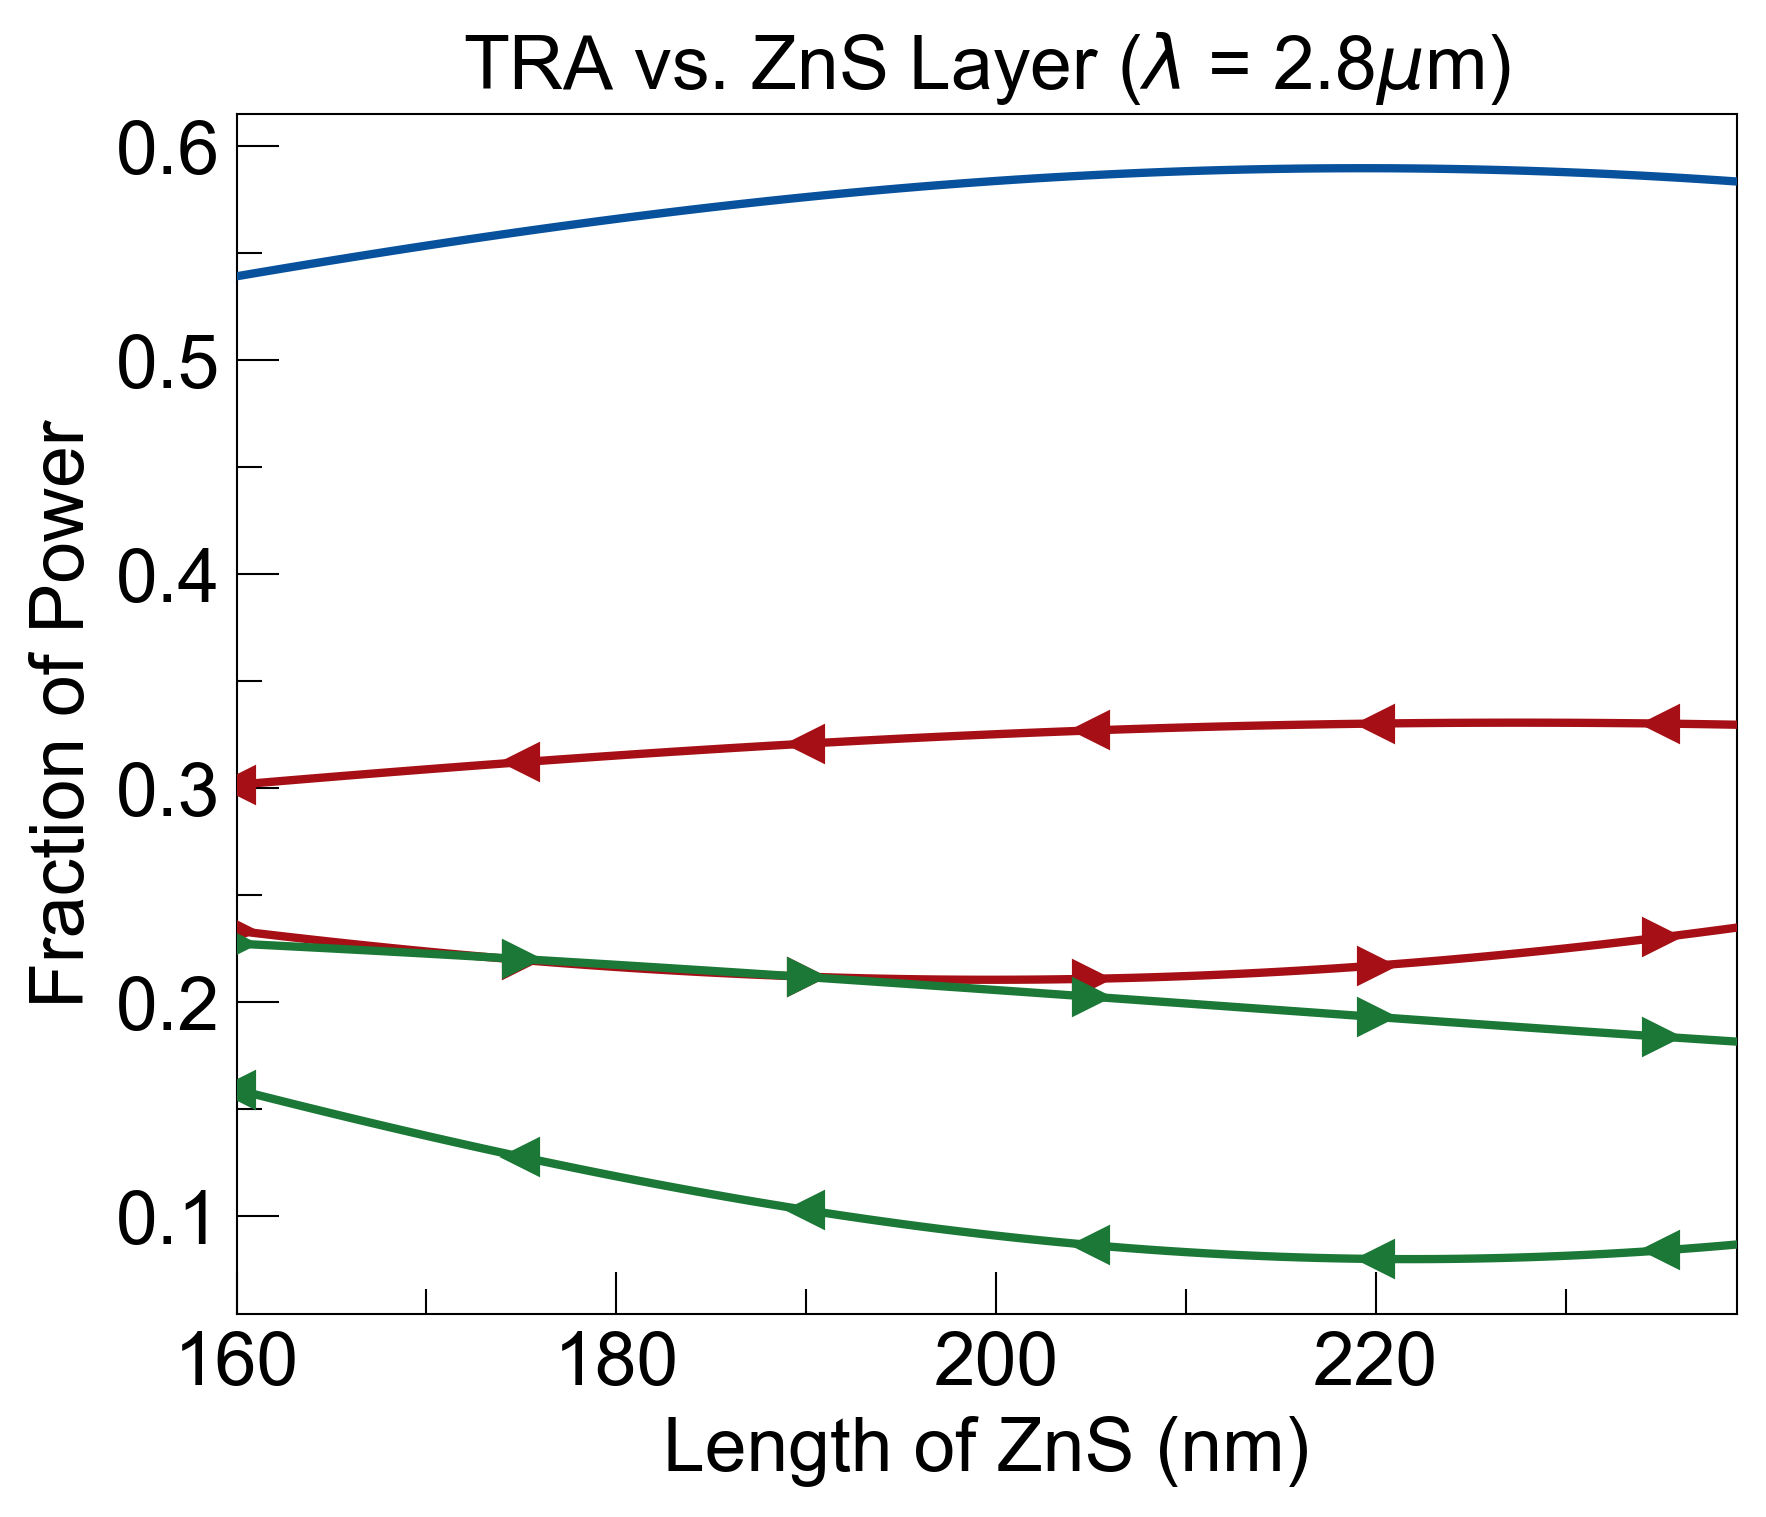 TRA vs. ZnS Layer (λ = 2.8μm)
0.6
0.5
0.4
0.3
0.2
0.1
Fraction of Power
160 180 200 220
Length of ZnS (nm)